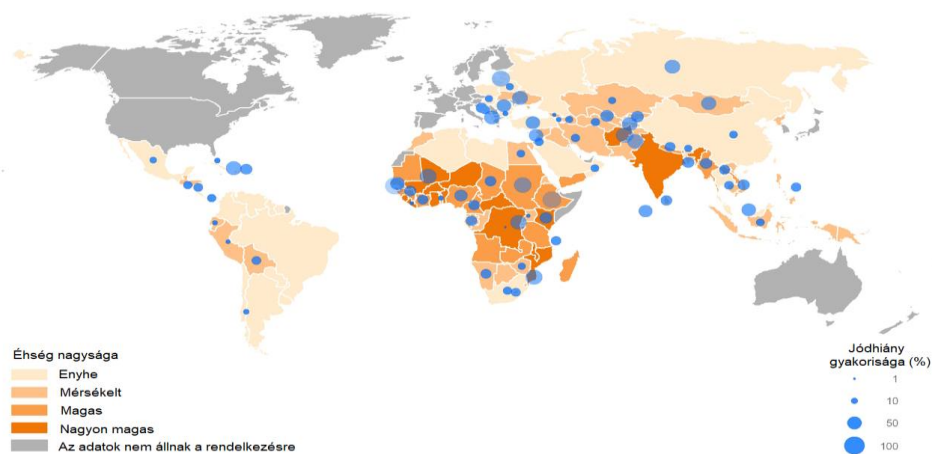 Éhség nagysága
Enyhe
Mérsékelt
Magas
Nagyon magas
Az adatok nem állnak a rendelkezésre
Jódhiány
gyakorisága (%)
1
10
50
100